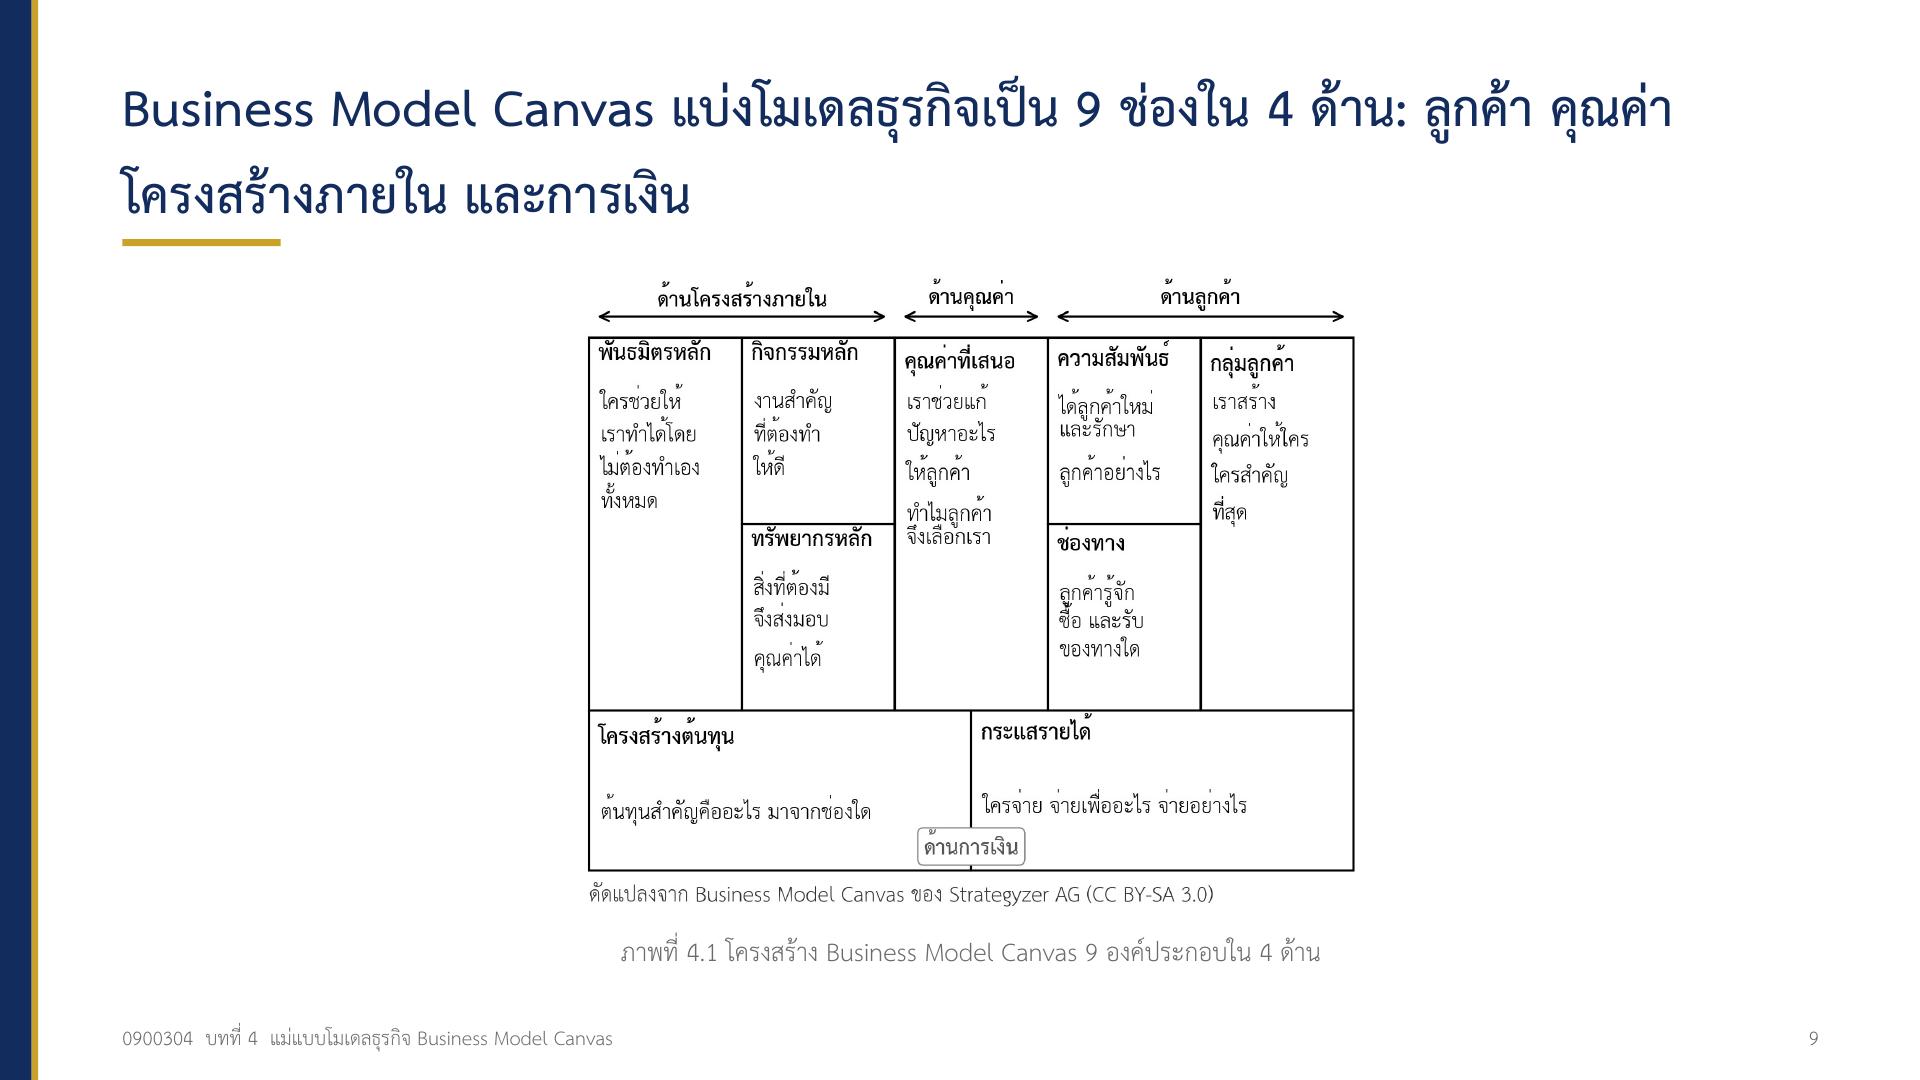 Business Model Canvas แบ่งโมเดลธุรกิจเป็น 9 ช่องใน 4 ด้าน: ลูกค้า คุณค่า
โครงสร้างภายใน และการเงิน
ด้านโครงสร้างภายใน
ด้านคุณค่า
ด้านลูกค้า
พันธมิตรหลัก
ใครช่วยให้
เราทำได้โดย
ไม่ต้องทำเอง
ทั้งหมด
กิจกรรมหลัก
งานสำคัญ
ที่ต้องทำ
ให้ดี
ทรัพยากรหลัก
สิ่งที่ต้องมี
จึงส่งมอบ
คุณค่าได้
คุณค่าที่เสนอ
เราช่วยแก้
ปัญหาอะไร
ให้ลูกค้า
ทำไมลูกค้า
จึงเลือกเรา
ความสัมพันธ์
ได้ลูกค้าใหม่
และรักษา
ลูกค้าอย่างไร
ช่องทาง
ลูกค้ารู้จัก
ซื้อ และรับ
ของทางใด
กลุ่มลูกค้า
เราสร้าง
คุณค่าให้ใคร
ใครสำคัญ
ที่สุด
โครงสร้างต้นทุน
ต้นทุนสำคัญคืออะไร มาจากช่องใด
กระแสรายได้
ใครจ่าย จ่ายเพื่ออะไร จ่ายอย่างไร
ด้านการเงิน
ดัดแปลงจาก Business Model Canvas ของ Strategyzer AG (CC BY-SA 3.0)
ภาพที่ 4.1 โครงสร้าง Business Model Canvas 9 องค์ประกอบใน 4 ด้าน
0900304 บทที่ 4 แม่แบบโมเดลธุรกิจ Business Model Canvas
9